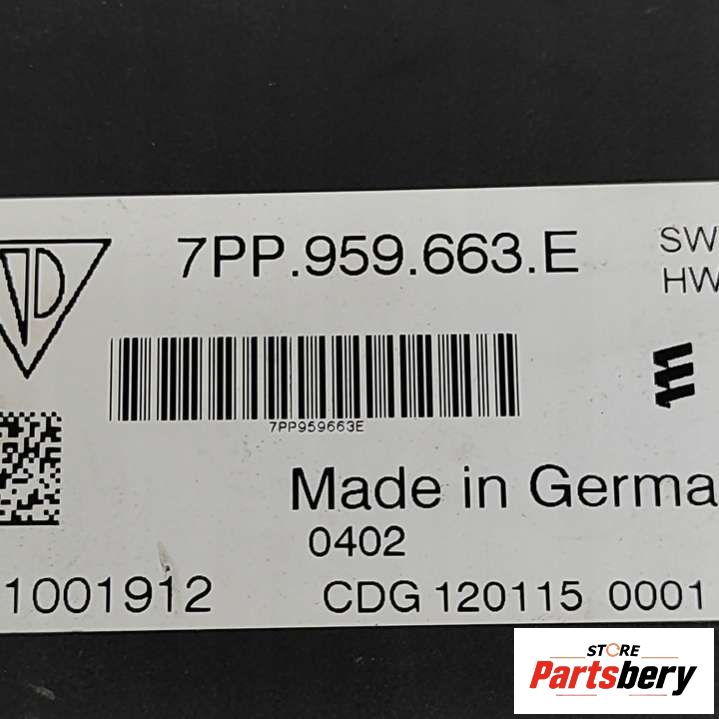 7PP.959.663.E
SW
HW
7PP959663E
Made in Germa
0402
1001912
CDG 120115 0001
STORE
Partsbery